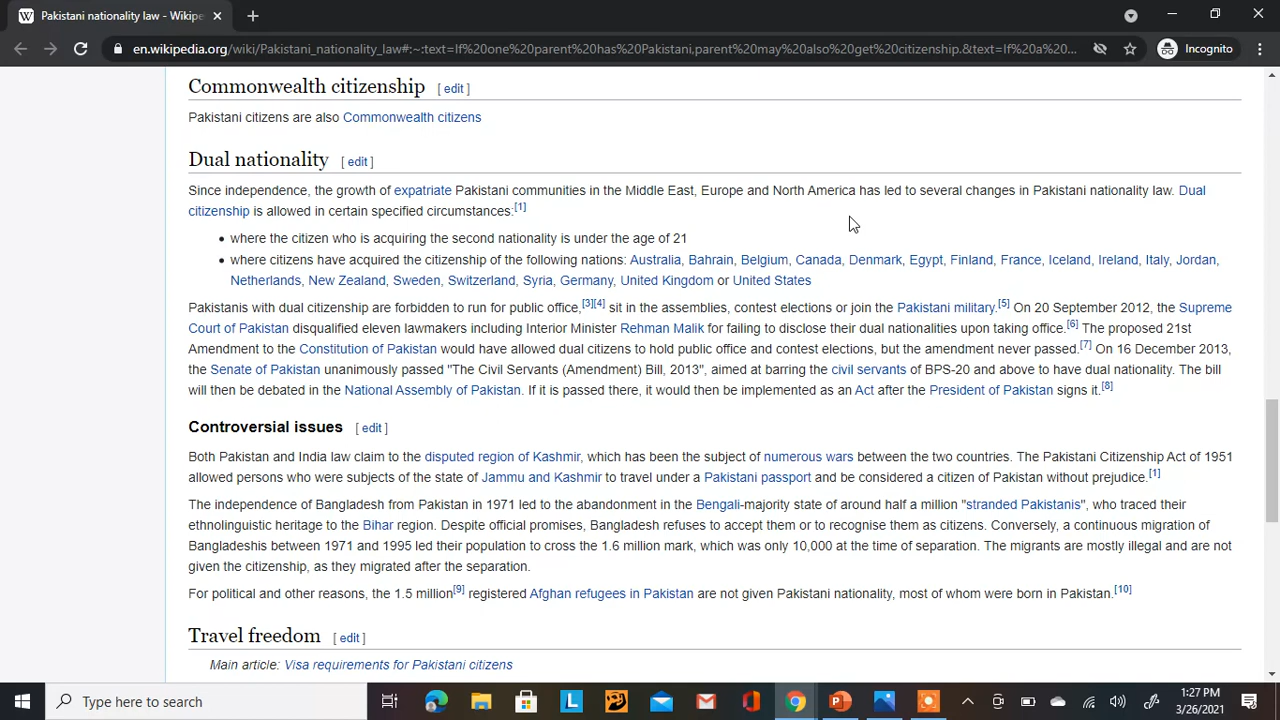 Pakistani nationality law - Wikipe
en.wikipedia.org/wiki/Pakistani_nationality_law#:~:text=If%20one%20parent%20has%20Pakistani,parent%20may%20also%20get%20citizenship.&text=If%20a%20...
Incognito
Commonwealth citizenship [ edit ]
Pakistani citizens are also Commonwealth citizens
Dual nationality [ edit ]
Since independence, the growth of expatriate Pakistani communities in the Middle East, Europe and North America has led to several changes in Pakistani nationality law. Dual
citizenship is allowed in certain specified circumstances:[1]
• where the citizen who is acquiring the second nationality is under the age of 21
• where citizens have acquired the citizenship of the following nations: Australia, Bahrain, Belgium, Canada, Denmark, Egypt, Finland, France, Iceland, Ireland, Italy, Jordan,
Netherlands, New Zealand, Sweden, Switzerland, Syria, Germany, United Kingdom or United States
Pakistanis with dual citizenship are forbidden to run for public office,[3][4] sit in the assemblies, contest elections or join the Pakistani military.[5] On 20 September 2012, the Supreme
Court of Pakistan disqualified eleven lawmakers including Interior Minister Rehman Malik for failing to disclose their dual nationalities upon taking office.[6] The proposed 21st
Amendment to the Constitution of Pakistan would have allowed dual citizens to hold public office and contest elections, but the amendment never passed.[7] On 16 December 2013,
the Senate of Pakistan unanimously passed "The Civil Servants (Amendment) Bill, 2013", aimed at barring the civil servants of BPS-20 and above to have dual nationality. The bill
will then be debated in the National Assembly of Pakistan. If it is passed there, it would then be implemented as an Act after the President of Pakistan signs it.[8]
Controversial issues [ edit ]
Both Pakistan and India law claim to the disputed region of Kashmir, which has been the subject of numerous wars between the two countries. The Pakistani Citizenship Act of 1951
allowed persons who were subjects of the state of Jammu and Kashmir to travel under a Pakistani passport and be considered a citizen of Pakistan without prejudice.[1]
The independence of Bangladesh from Pakistan in 1971 led to the abandonment in the Bengali-majority state of around half a million "stranded Pakistanis", who traced their
ethnolinguistic heritage to the Bihar region. Despite official promises, Bangladesh refuses to accept them or to recognise them as citizens. Conversely, a continuous migration of
Bangladeshis between 1971 and 1995 led their population to cross the 1.6 million mark, which was only 10,000 at the time of separation. The migrants are mostly illegal and are not
given the citizenship, as they migrated after the separation.
For political and other reasons, the 1.5 million[9] registered Afghan refugees in Pakistan are not given Pakistani nationality, most of whom were born in Pakistan.[10]
Travel freedom [ edit ]
Main article: Visa requirements for Pakistani citizens
Type here to search
1:27 PM
3/26/2021